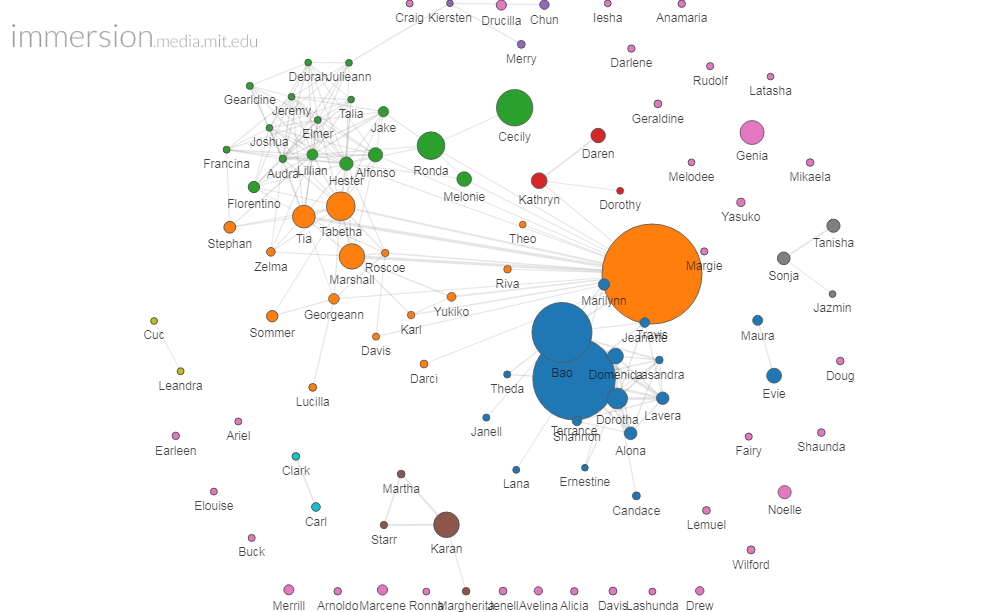 immersion.media.mit.edu
Craig Kiersten Drucilla Chun Iesha Anamaria
Merry
Darlene
Rudolf
Latasha
Debrah Julieann
Gearldine
Jeremy
Talia
Geraldine
Jake
Elmer
Cecily
Joshua
Genia
Daren
Francina
Audra
Lillian
Hester
Alfonso
Ronda
Melodee
Mikaela
Florentino
Melonie
Kathryn
Dorothy
Yasuko
Stephan
Tia
Tabetha
Theo
Tanisha
Zelma
Marshall
Roscoe
Riva
Margie
Sonja
Georgeann
Yukiko
Marilynn
Jazmin
Sommer
Karl
Travis
Jeanette
Cuc
Davis
Maura
Darci
Bao
Domenica
Kasandra
Doug
Leandra
Lucilla
Theda
Evie
Dorotha
Lavera
Ariel
Janell
Terrance
Shannon
Earleen
Alona
Fairy
Shaunda
Clark
Martha
Lana
Ernestine
Elouise
Candace
Noelle
Carl
Starr
Karan
Lemuel
Buck
Wilford
Merrill Arnoldo Marcene Ronna Margherita Jenell Avelina Alicia Davis Lashunda Drew